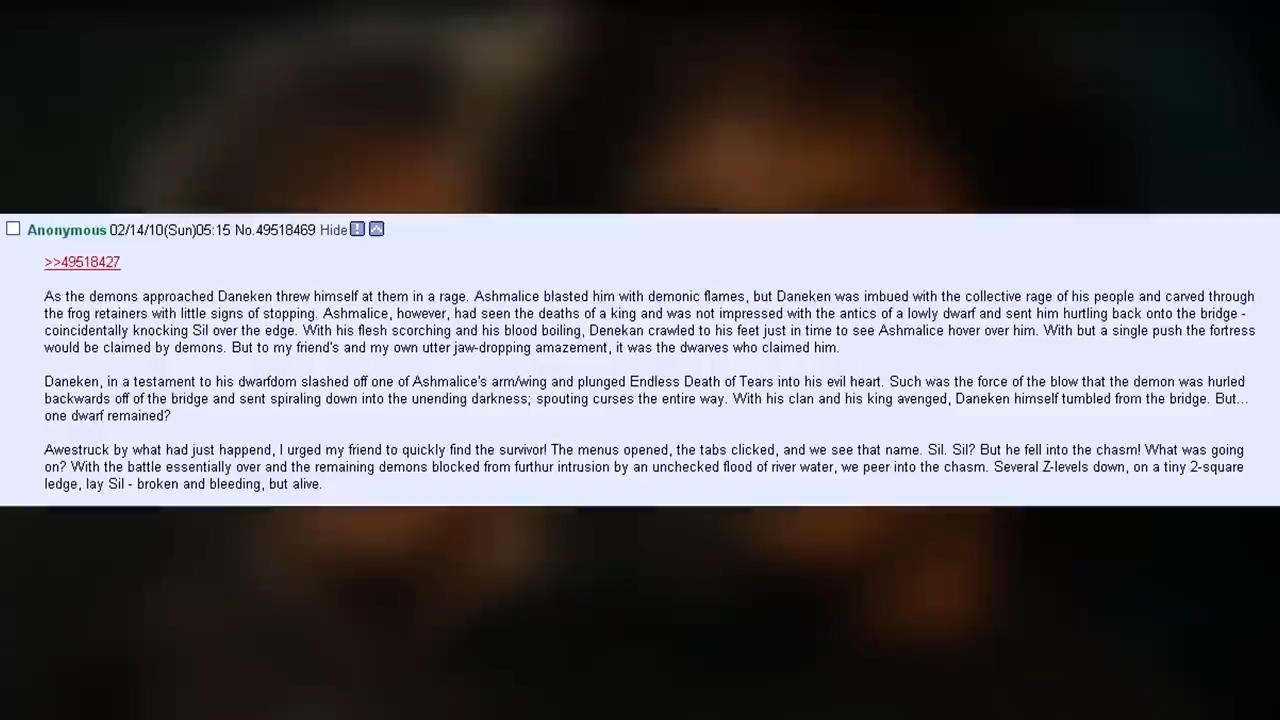 Anonymous 02/14/10(Sun)05:15 No.49518469 Hide
>>49518427
As the demons approached Daneken threw himself at them in a rage. Ashmalice blasted him with demonic flames, but Daneken was imbued with the collective rage of his people and carved through
the frog retainers with little signs of stopping. Ashmalice, however, had seen the deaths of a king and was not impressed with the antics of a lowly dwarf and sent him hurtling back onto the bridge -
coincidentally knocking Sil over the edge. With his flesh scorching and his blood boiling, Denekan crawled to his feet just in time to see Ashmalice hover over him. With but a single push the fortress
would be claimed by demons. But to my friend's and my own utter jaw-dropping amazement, it was the dwarves who claimed him.
Daneken, in a testament to his dwarfdom slashed off one of Ashmalice's arm/wing and plunged Endless Death of Tears into his evil heart. Such was the force of the blow that the demon was hurled
backwards off of the bridge and sent spiraling down into the unending darkness; spouting curses the entire way. With his clan and his king avenged, Daneken himself tumbled from the bridge. But...
one dwarf remained?
Awestruck by what had just happend, I urged my friend to quickly find the survivor! The menus opened, the tabs clicked, and we see that name. Sil. Sil? But he fell into the chasm! What was going
on? With the battle essentially over and the remaining demons blocked from furthur intrusion by an unchecked flood of river water, we peer into the chasm. Several Z-levels down, on a tiny 2-square
ledge, lay Sil - broken and bleeding, but alive.